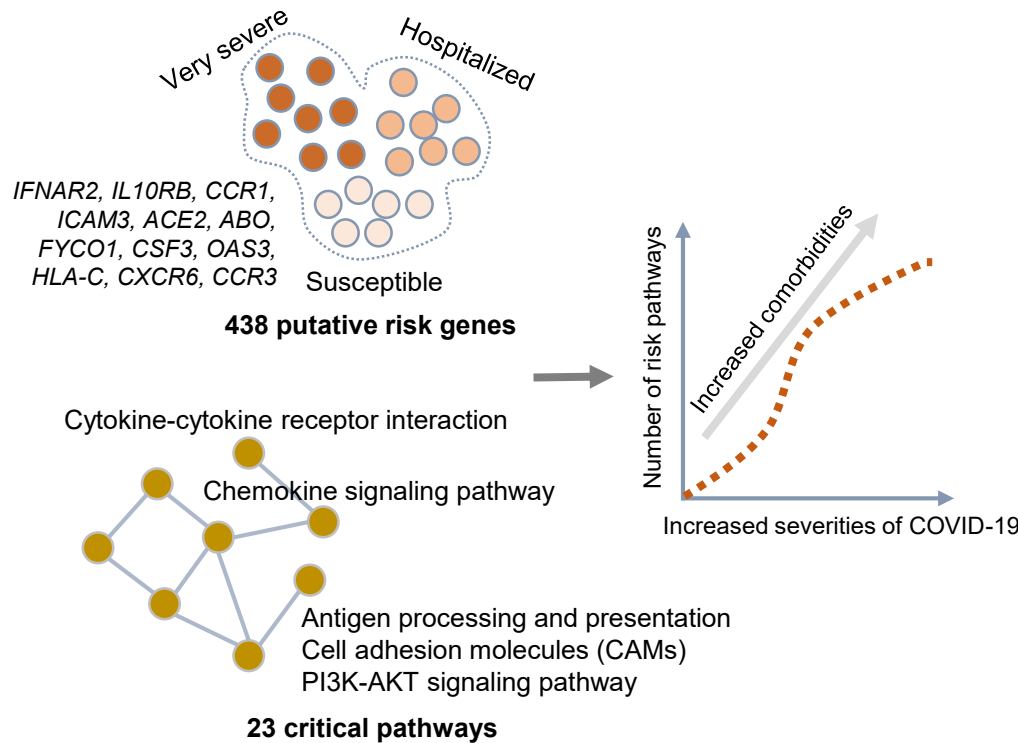 Very severe
Hospitalized
IFNAR2, IL10RB, CCR1,
ICAM3, ACE2, ABO,
FYCO1, CSF3, OAS3,
HLA-C, CXCR6, CCR3
Susceptible
438 putative risk genes
Cytokine-cytokine receptor interaction
Chemokine signaling pathway
Antigen processing and presentation
Cell adhesion molecules (CAMs)
PI3K-AKT signaling pathway
23 critical pathways
Number of risk pathways
Increased comorbidities
Increased severities of COVID-19